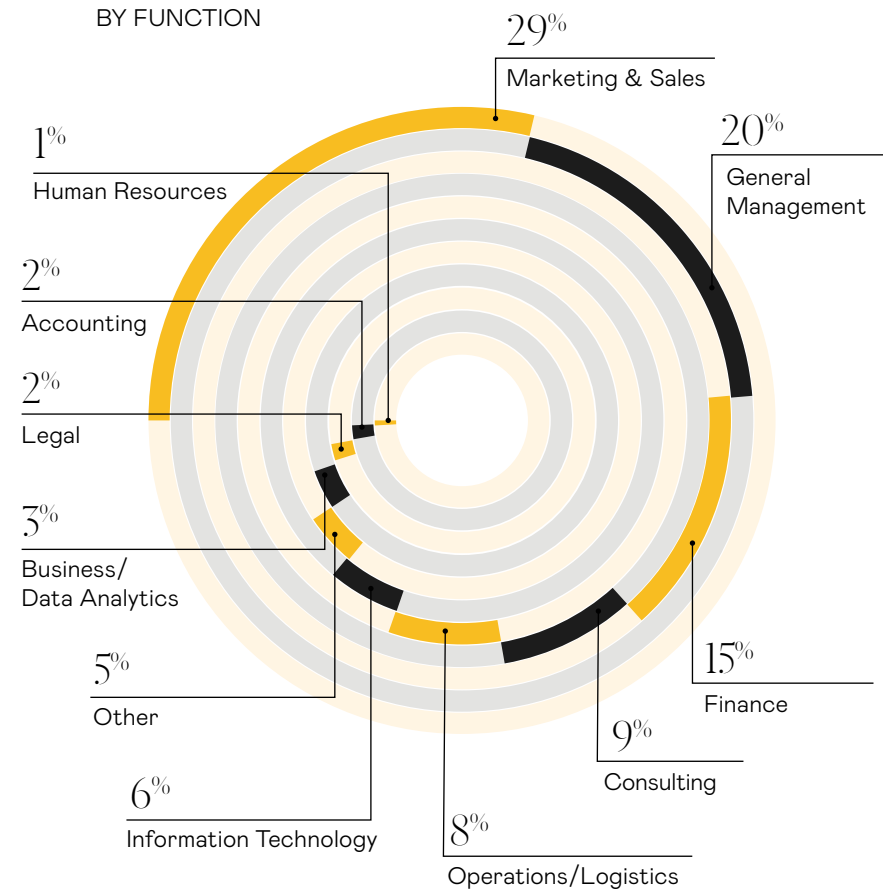 BY FUNCTION
29%
Marketing & Sales
20%
General
Management
15%
Finance
9%
Consulting
8%
Operations/Logistics
6%
Information Technology
5%
Other
3%
Business/
Data Analytics
2%
Legal
2%
Accounting
1%
Human Resources